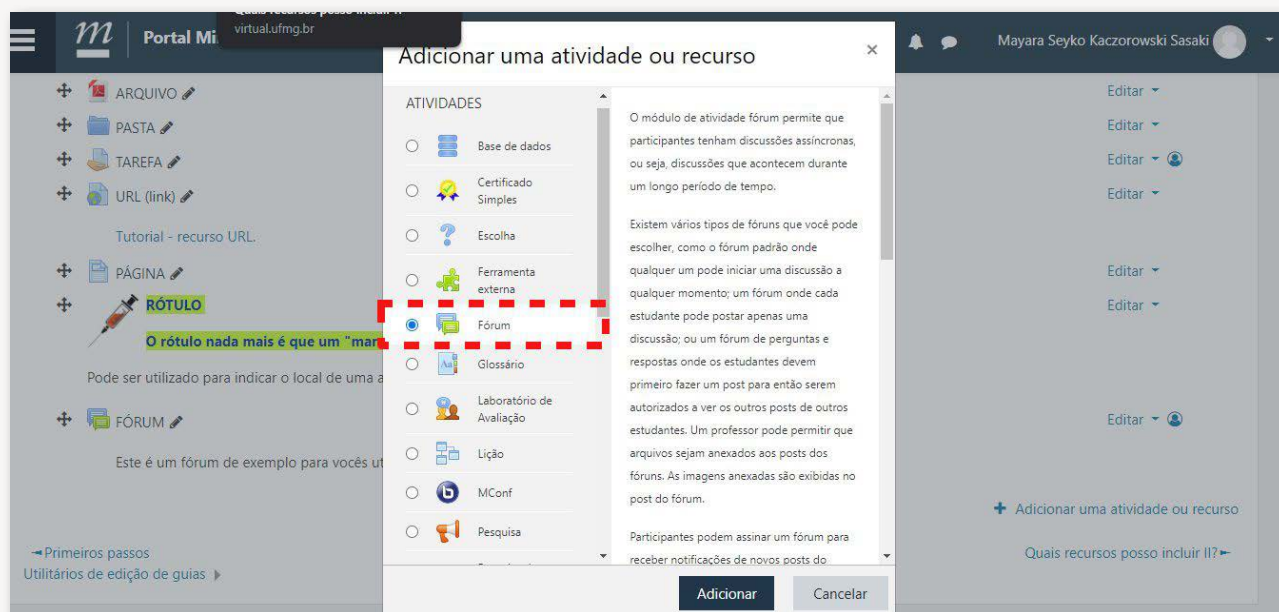 Quais recursos posso incluir II?
virtual.ufmg.br
m
Portal Mi
Mayara Seyko Kaczorowski Sasaki
ARQUIVO
Editar
PASTA
Editar
TAREFA
Editar
URL (link)
Editar
Tutorial - recurso URL.
PÁGINA
Editar
RÓTULO
Editar
O rótulo nada mais é que um "mar
Pode ser utilizado para indicar o local de uma a
FÓRUM
Editar
Este é um fórum de exemplo para vocês ut
+ Adicionar uma atividade ou recurso
◄Primeiros passos
Quais recursos posso incluir II?►
Utilitários de edição de guias
Adicionar uma atividade ou recurso
×
ATIVIDADES
Base de dados
Certificado
Simples
Escolha
Ferramenta
externa
Fórum
Glossário
Laboratório de
Avaliação
Lição
MConf
Pesquisa
O módulo de atividade fórum permite que
participantes tenham discussões assíncronas,
ou seja, discussões que acontecem durante
um longo período de tempo.
Existem vários tipos de fóruns que você pode
escolher, como o fórum padrão onde
qualquer um pode iniciar uma discussão a
qualquer momento; um fórum onde cada
estudante pode postar apenas uma
discussão; ou um fórum de perguntas e
respostas onde os estudantes devem
primeiro fazer um post para então serem
autorizados a ver os outros posts de outros
estudantes. Um professor pode permitir que
arquivos sejam anexados aos posts dos
fóruns. As imagens anexadas são exibidas no
post do fórum.
Participantes podem assinar um fórum para
receber notificações de novos posts do
Adicionar
Cancelar